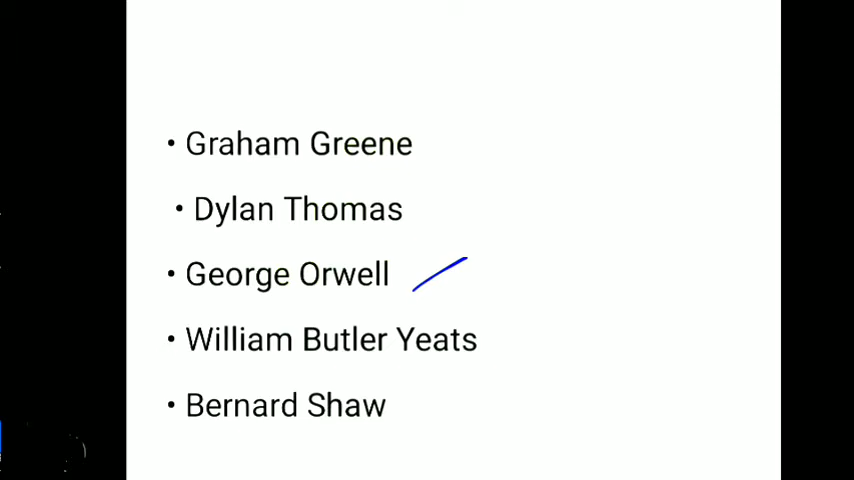 • Graham Greene
• Dylan Thomas
• George Orwell
• William Butler Yeats
• Bernard Shaw